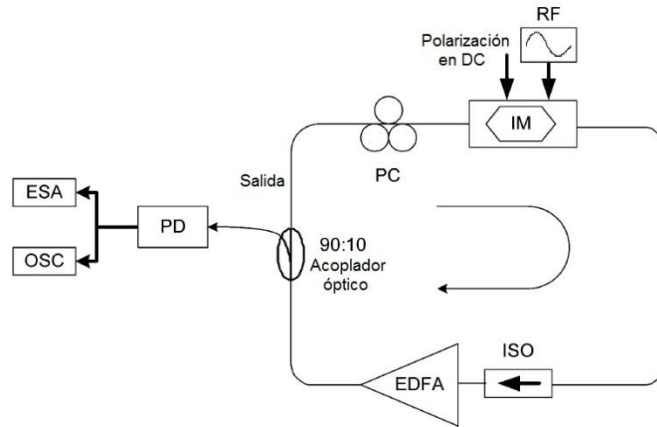 RF
Polarización
en DC
IM
PC
Salida
ESA
PD
OSC
90:10
Acoplador
óptico
ISO
EDFA